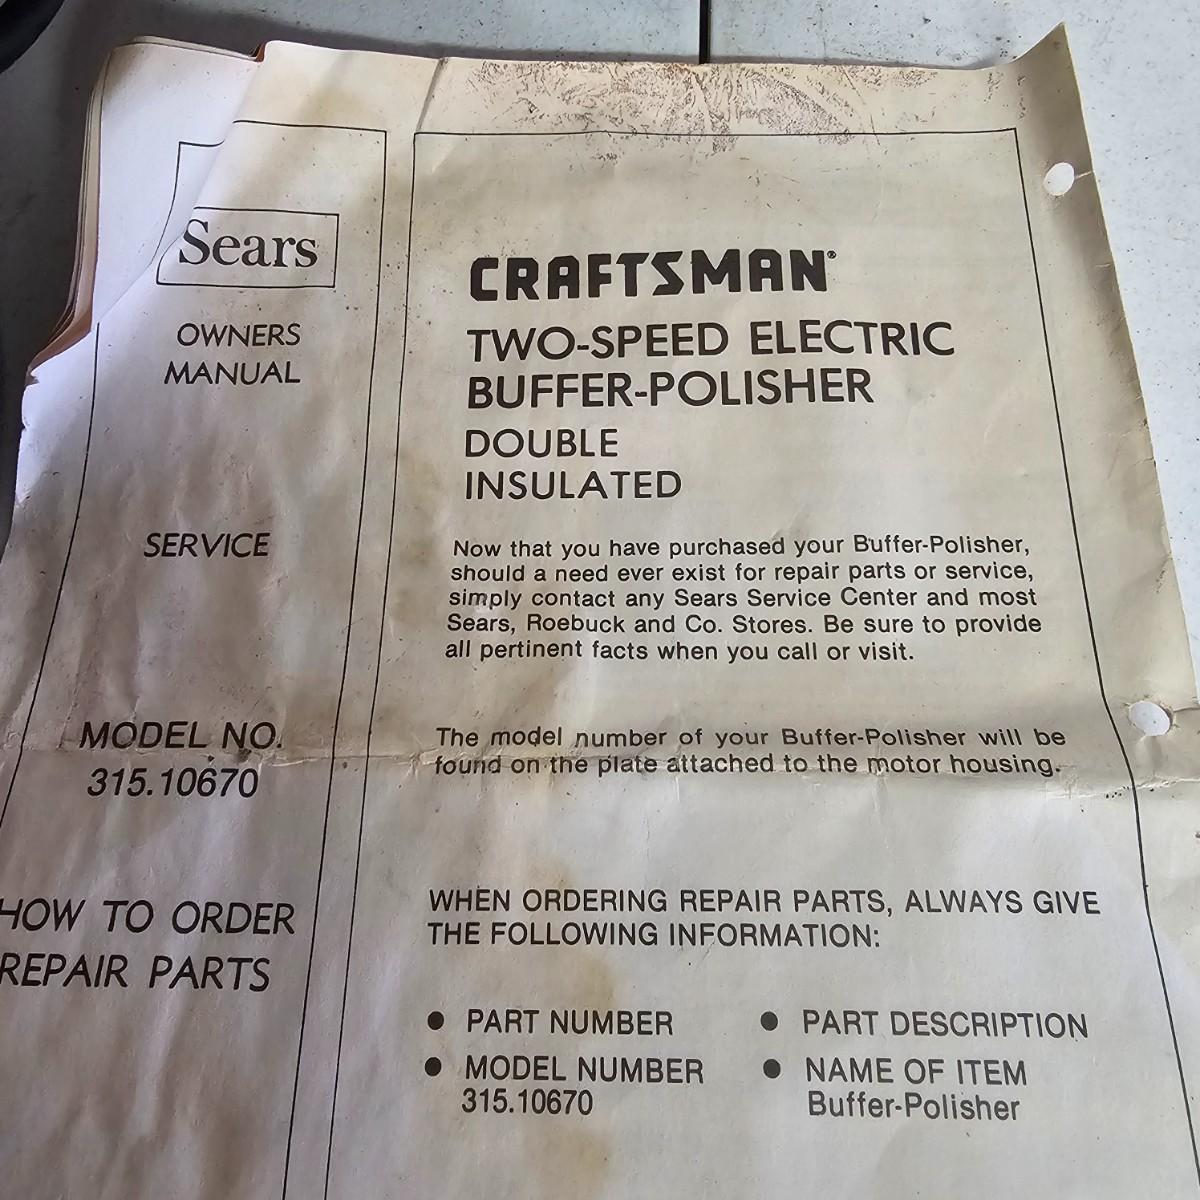 Sears
OWNERS
MANUAL
SERVICE
MODEL NO.
315.10670
HOW TO ORDER
REPAIR PARTS
CRAFTSMAN®
TWO-SPEED ELECTRIC
BUFFER-POLISHER
DOUBLE
INSULATED
Now that you have purchased your Buffer-Polisher,
should a need ever exist for repair parts or service,
simply contact any Sears Service Center and most
Sears, Roebuck and Co. Stores. Be sure to provide
all pertinent facts when you call or visit.
The model number of your Buffer-Polisher will be
found on the plate attached to the motor housing.
WHEN ORDERING REPAIR PARTS, ALWAYS GIVE
THE FOLLOWING INFORMATION:
● PART NUMBER
● MODEL NUMBER
315.10670
● PART DESCRIPTION
● NAME OF ITEM
Buffer-Polisher